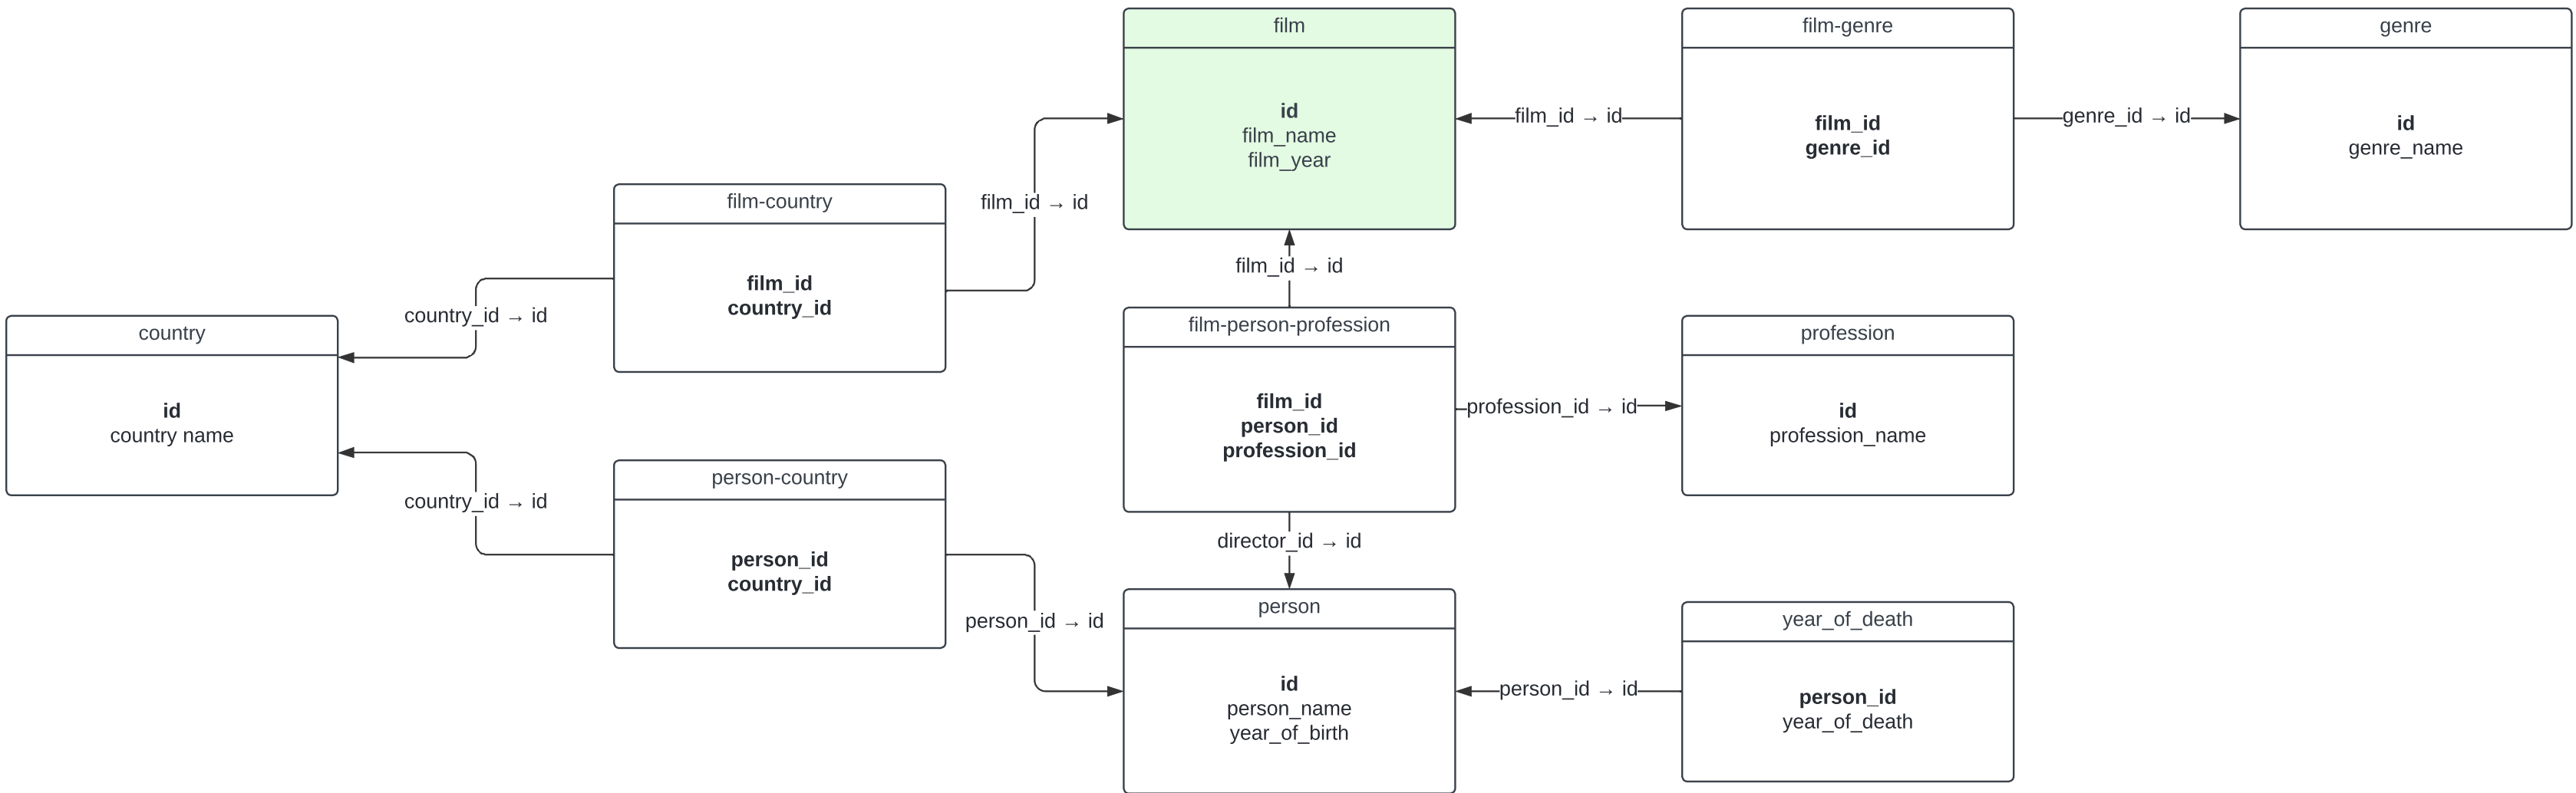 film
id
film_name
film_year
film-genre
film_id
genre_id
genre
id
genre_name
film_id → id
genre_id → id
film-country
film_id
country_id
film_id → id
country_id → id
country
id
country name
film_id → id
film-person-profession
film_id
person_id
profession_id
profession_id → id
profession
id
profession_name
person-country
person_id
country_id
country_id → id
person_id → id
director_id → id
person
id
person_name
year_of_birth
person_id → id
year_of_death
person_id
year_of_death